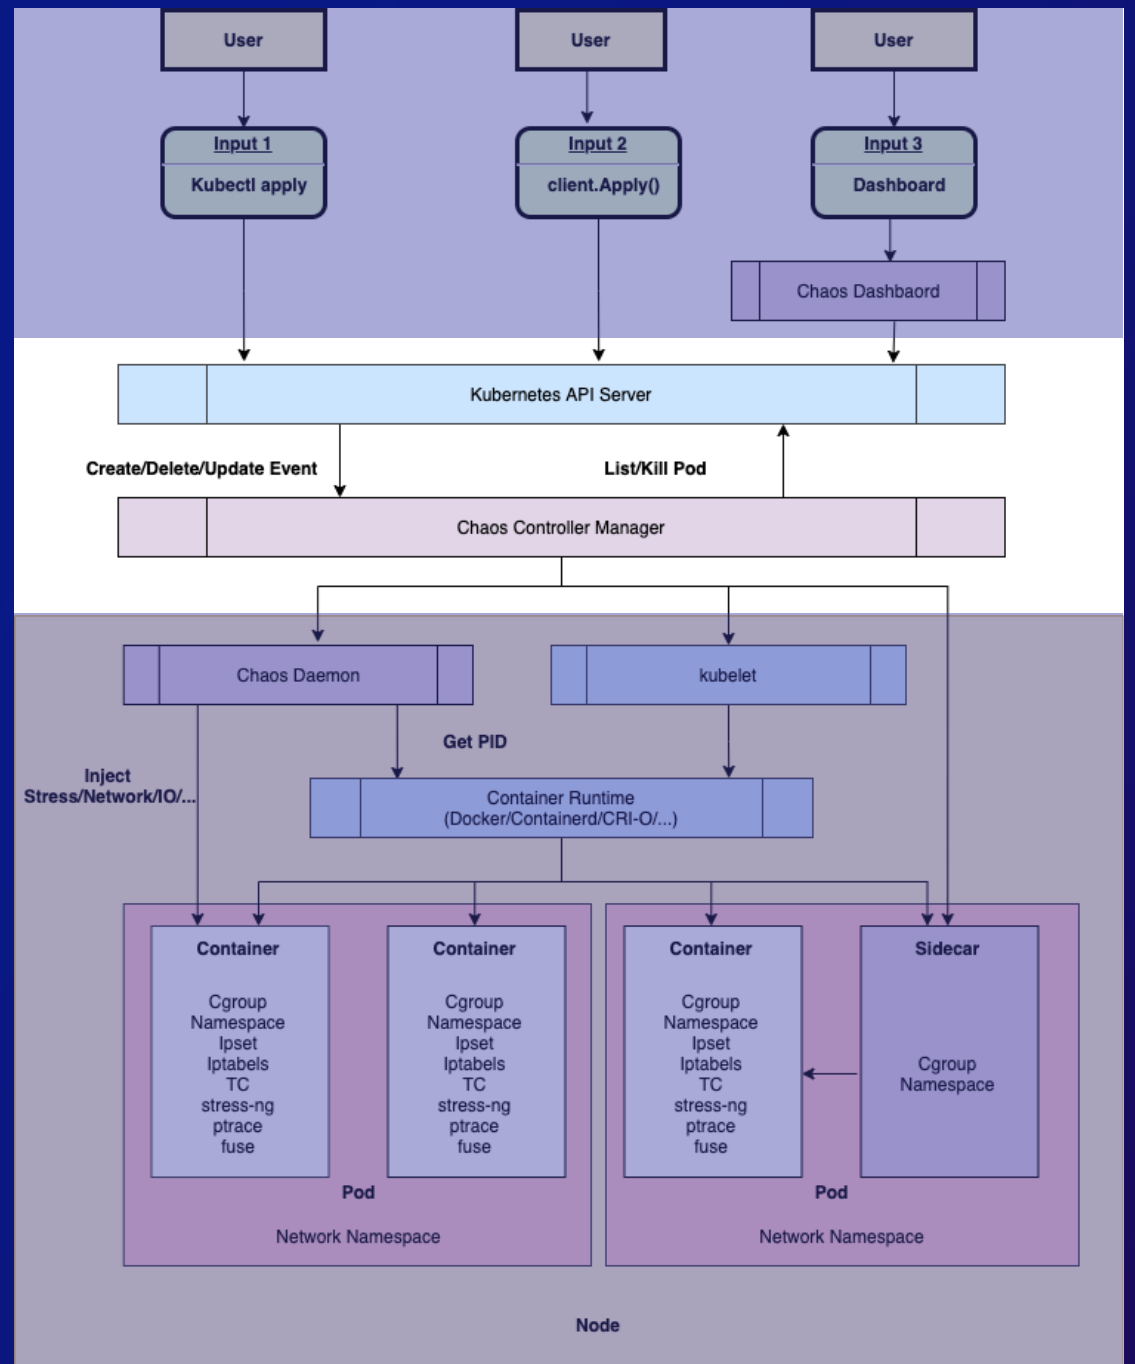 User
User
User
Input 1
Kubectl apply
Input 2
client.Apply()
Input 3
Dashboard
Chaos Dashbaord
Kubernetes API Server
Create/Delete/Update Event
List/Kill Pod
Chaos Controller Manager
Chaos Daemon
kubelet
Get PID
Inject
Stress/Network/IO/...
Container Runtime
(Docker/Containerd/CRI-O/...)
Container
Cgroup
Namespace
Ipset
Iptabels
TC
stress-ng
ptrace
fuse
Container
Cgroup
Namespace
Ipset
Iptabels
TC
stress-ng
ptrace
fuse
Pod
Network Namespace
Container
Cgroup
Namespace
Ipset
Iptabels
TC
stress-ng
ptrace
fuse
Sidecar
Cgroup
Namespace
Pod
Network Namespace
Node